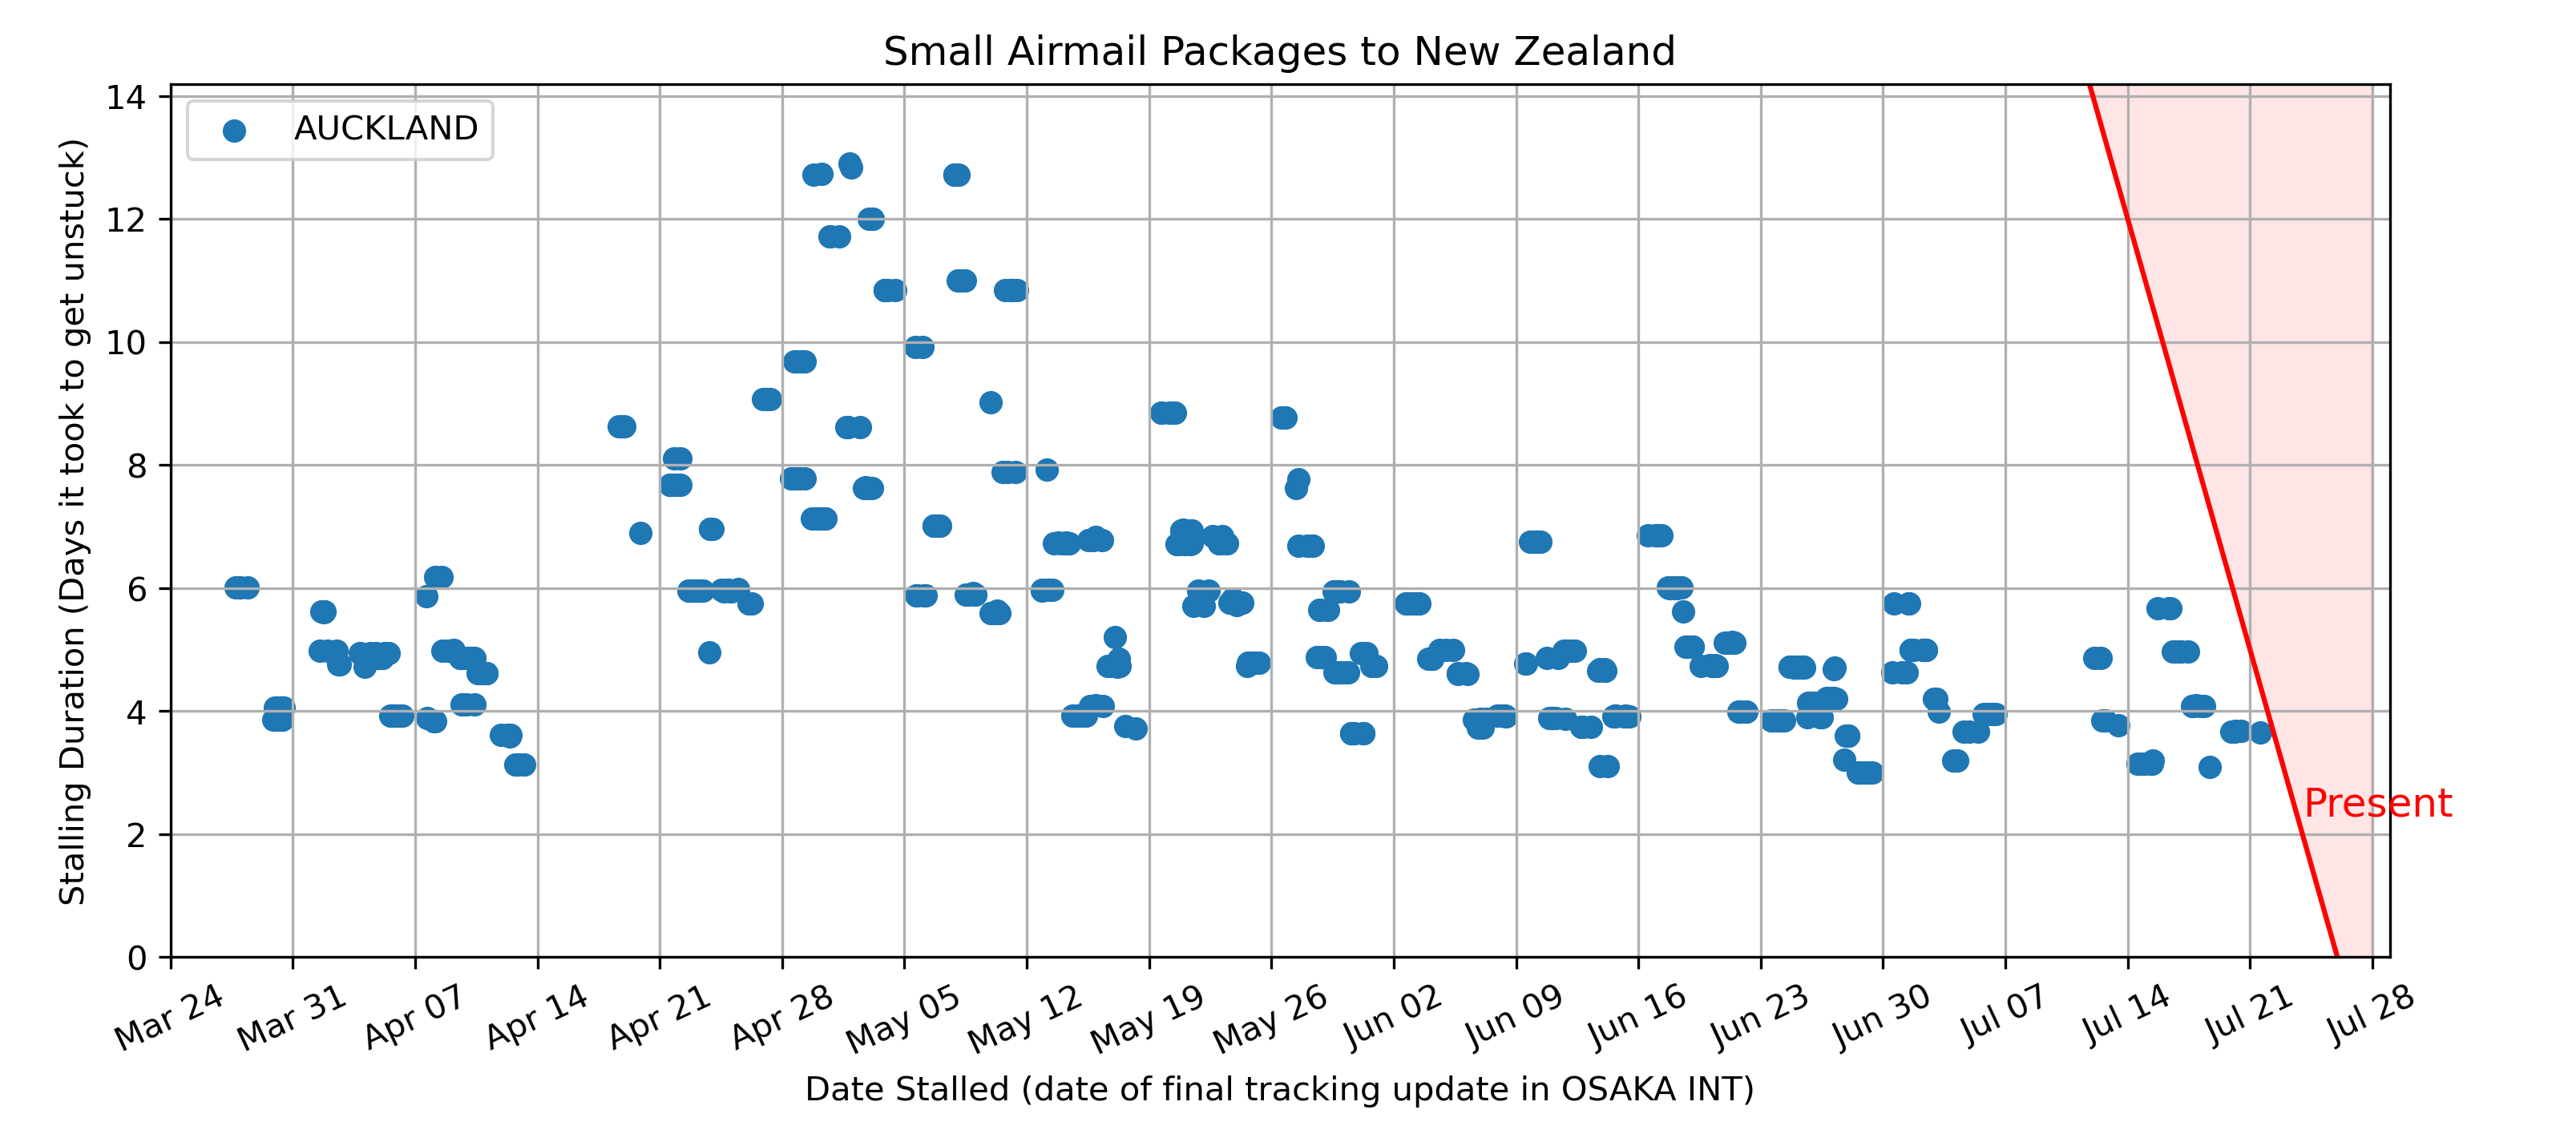 Small Airmail Packages to New Zealand
AUCKLAND
Stalling Duration (Days it took to get unstuck)
14
12
10
8
6
4
2
0
Present
Mar 24
Mar 31
Apr 07
Apr 14
Apr 21
Apr 28
May 05
May 12
May 19
May 26
Jun 02
Jun 09
Jun 16
Jun 23
Jun 30
Jul 07
Jul 14
Jul 21
Jul 28
Date Stalled (date of final tracking update in OSAKA INT)